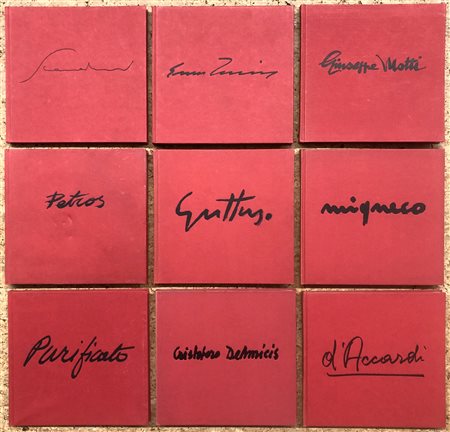 Giuseppe Motti
Petros
Guttuso.
migneco
Purificato
Cristoforo DeAmicis
d'Accardi